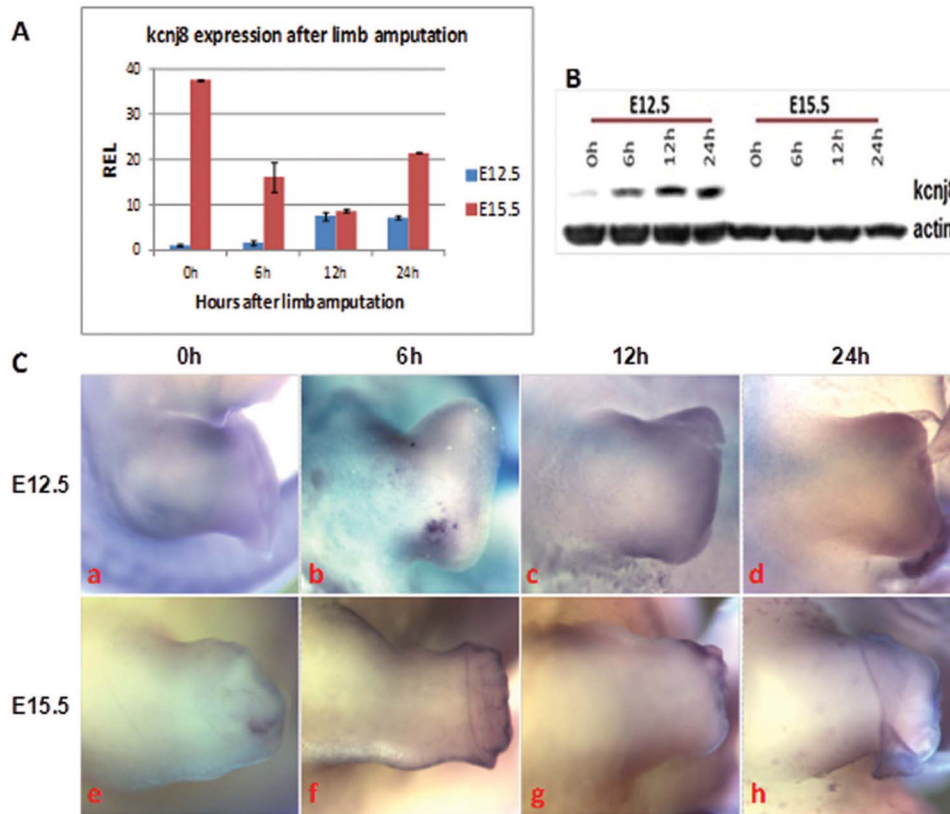 A
kcnj8 expression after limb amputation
REL
40
30
20
10
0
0h 6h 12h 24h
Hours after limb amputation
E12.5
E15.5
B
E12.5 E15.5
0h 6h 12h 24h 0h 6h 12h 24h
kcnj8
actin
C
0h 6h 12h 24h
E12.5
a b c d
E15.5
e f g h